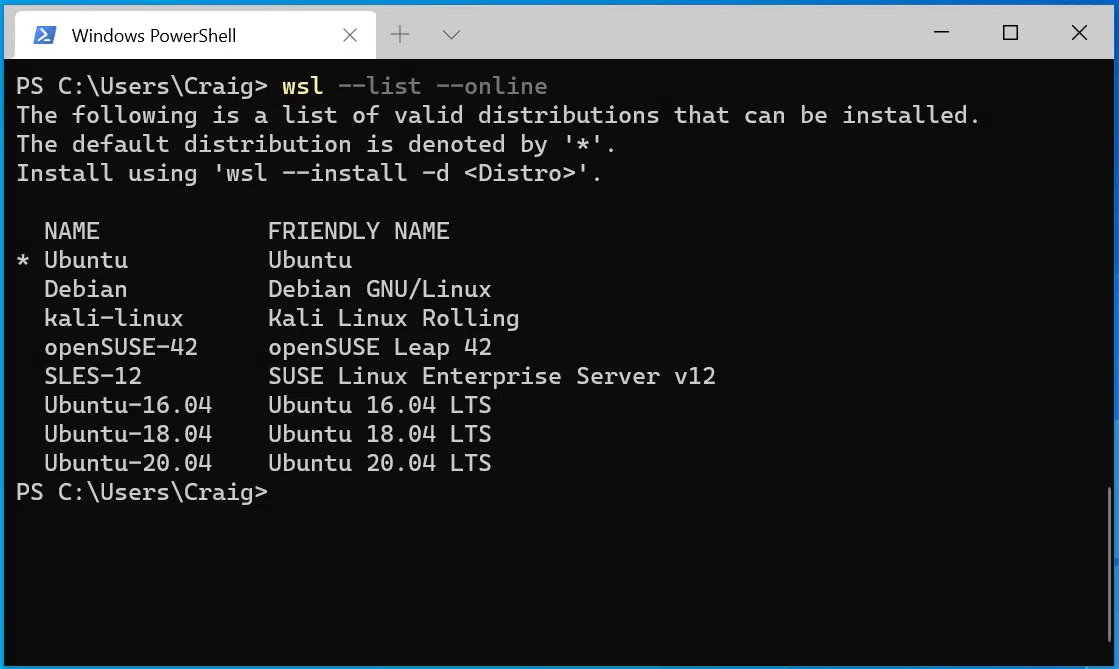 Windows PowerShell
PS C:\Users\Craig> wsl --list --online
The following is a list of valid distributions that can be installed.
The default distribution is denoted by '*'.
Install using 'wsl --install -d <Distro>'.
NAME FRIENDLY NAME
* Ubuntu Ubuntu
Debian Debian GNU/Linux
kali-linux Kali Linux Rolling
openSUSE-42 openSUSE Leap 42
SLES-12 SUSE Linux Enterprise Server v12
Ubuntu-16.04 Ubuntu 16.04 LTS
Ubuntu-18.04 Ubuntu 18.04 LTS
Ubuntu-20.04 Ubuntu 20.04 LTS
PS C:\Users\Craig>